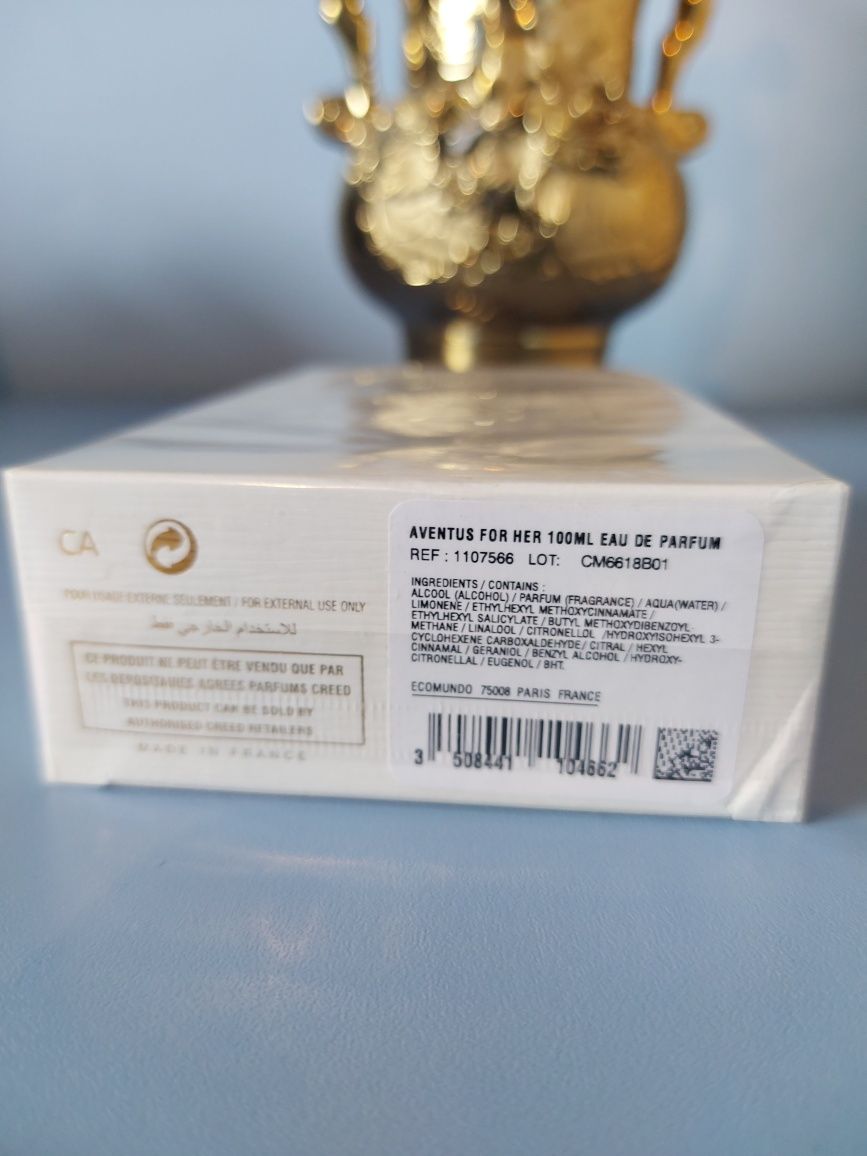 CA
POUR USAGE EXTERNE SEULEMENT / FOR EXTERNAL USE ONLY
للاستخدام الخارجي فقط
CE PRODUIT NE PEUT ÊTRE VENDU QUE PAR
LES DEPOSITAIRES AGREES PARFUMS CREED
THIS PRODUCT CAN BE SOLD BY
AUTHORISED CREED RETAILERS
MADE IN FRANCE
AVENTUS FOR HER 100ML EAU DE PARFUM
REF : 1107566 LOT: CM6618B01
INGREDIENTS / CONTAINS :
ALCOOL (ALCOHOL) / PARFUM (FRAGRANCE) / AQUA(WATER) /
LIMONENE / ETHYLHEXYL METHOXYCINNAMATE /
ETHYLHEXYL SALICYLATE / BUTYL METHOXYDIBENZOYL-
METHANE / LINALOOL / CITRONELLOL /HYDROXYISOHEXYL 3-
CYCLOHEXENE CARBOXALDEHYDE/ CITRAL / HEXYL
CINNAMAL / GERANIOL / BENZYL ALCOHOL / HYDROXY-
CITRONELLAL / EUGENOL / BHT.
ECOMUNDO 75008 PARIS FRANCE
3 508441 104662